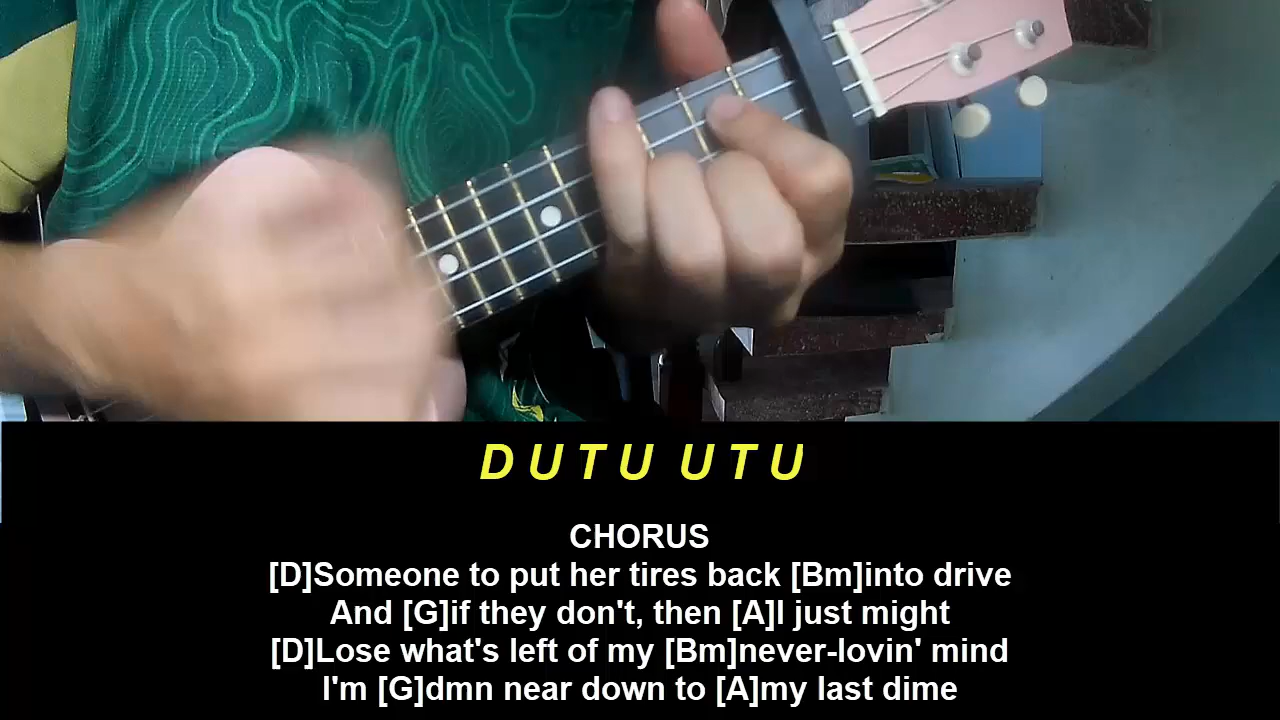 D U T U U T U
CHORUS
[D]Someone to put her tires back [Bm]into drive
And [G]if they don't, then [A]I just might
[D]Lose what's left of my [Bm]never-lovin' mind
I'm [G]dmn near down to [A]my last dime